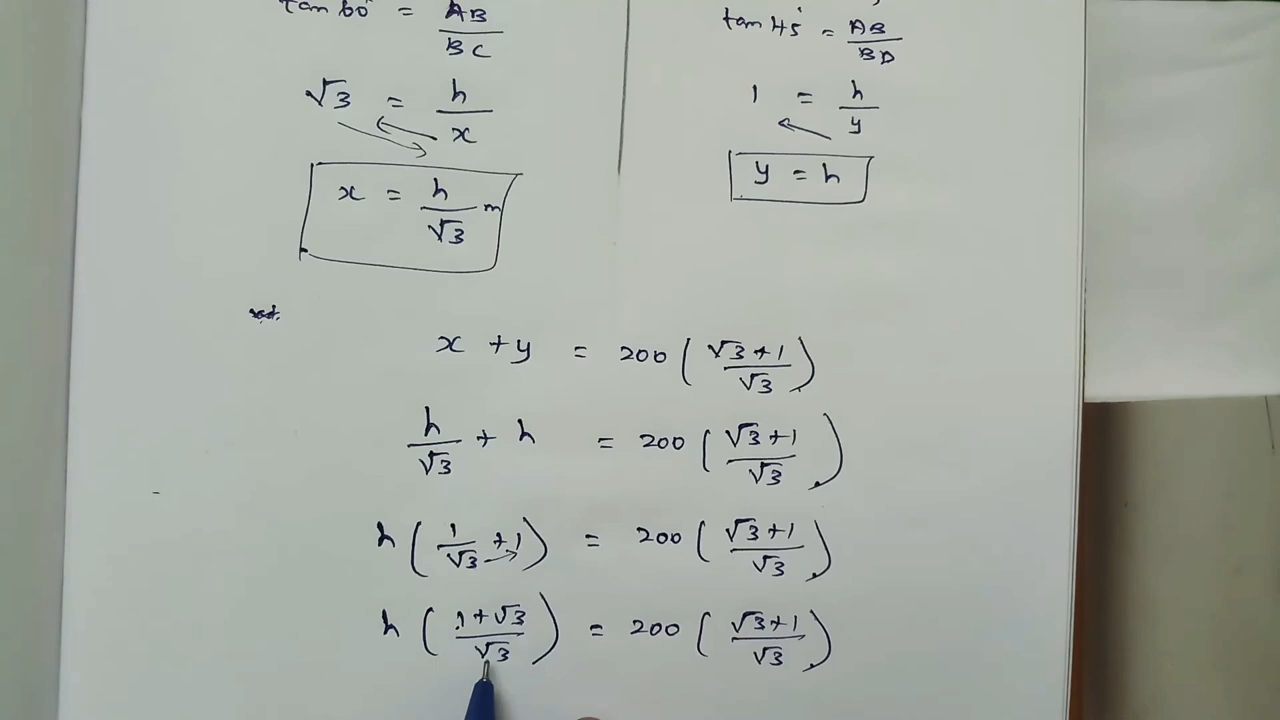 tan 60° = AB/BC
√3 = h/x
x = h/√3 m
tan 45° = AB/BD
1 = h/y
y = h
x + y = 200 (√3+1/√3)
h/√3 + h = 200 (√3+1/√3)
h (1/√3 + 1) = 200 (√3+1/√3)
h (1+√3/√3) = 200 (√3+1/√3)